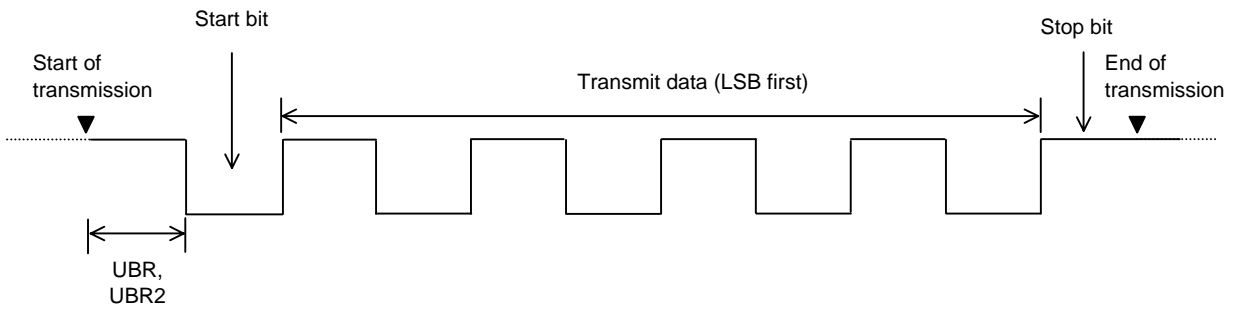 Start bit
Stop bit
Start of
transmission
Transmit data (LSB first)
End of
transmission
UBR,
UBR2